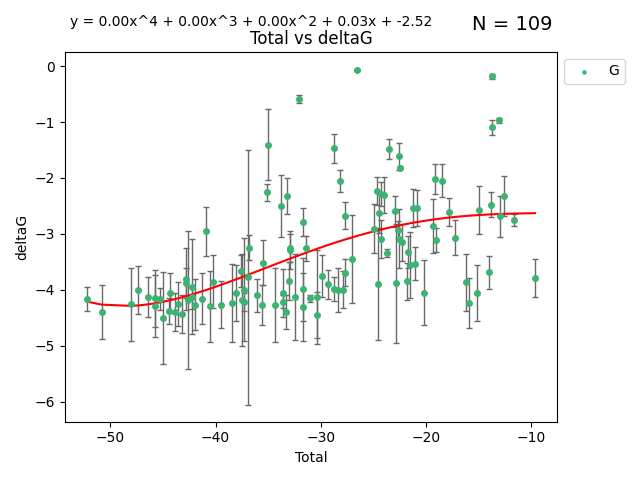 y = 0.00x^4 + 0.00x^3 + 0.00x^2 + 0.03x + -2.52
N = 109
Total vs deltaG
G
deltaG
0
−1
−2
−3
−4
−5
−6
−50
−40
−30
−20
−10
Total